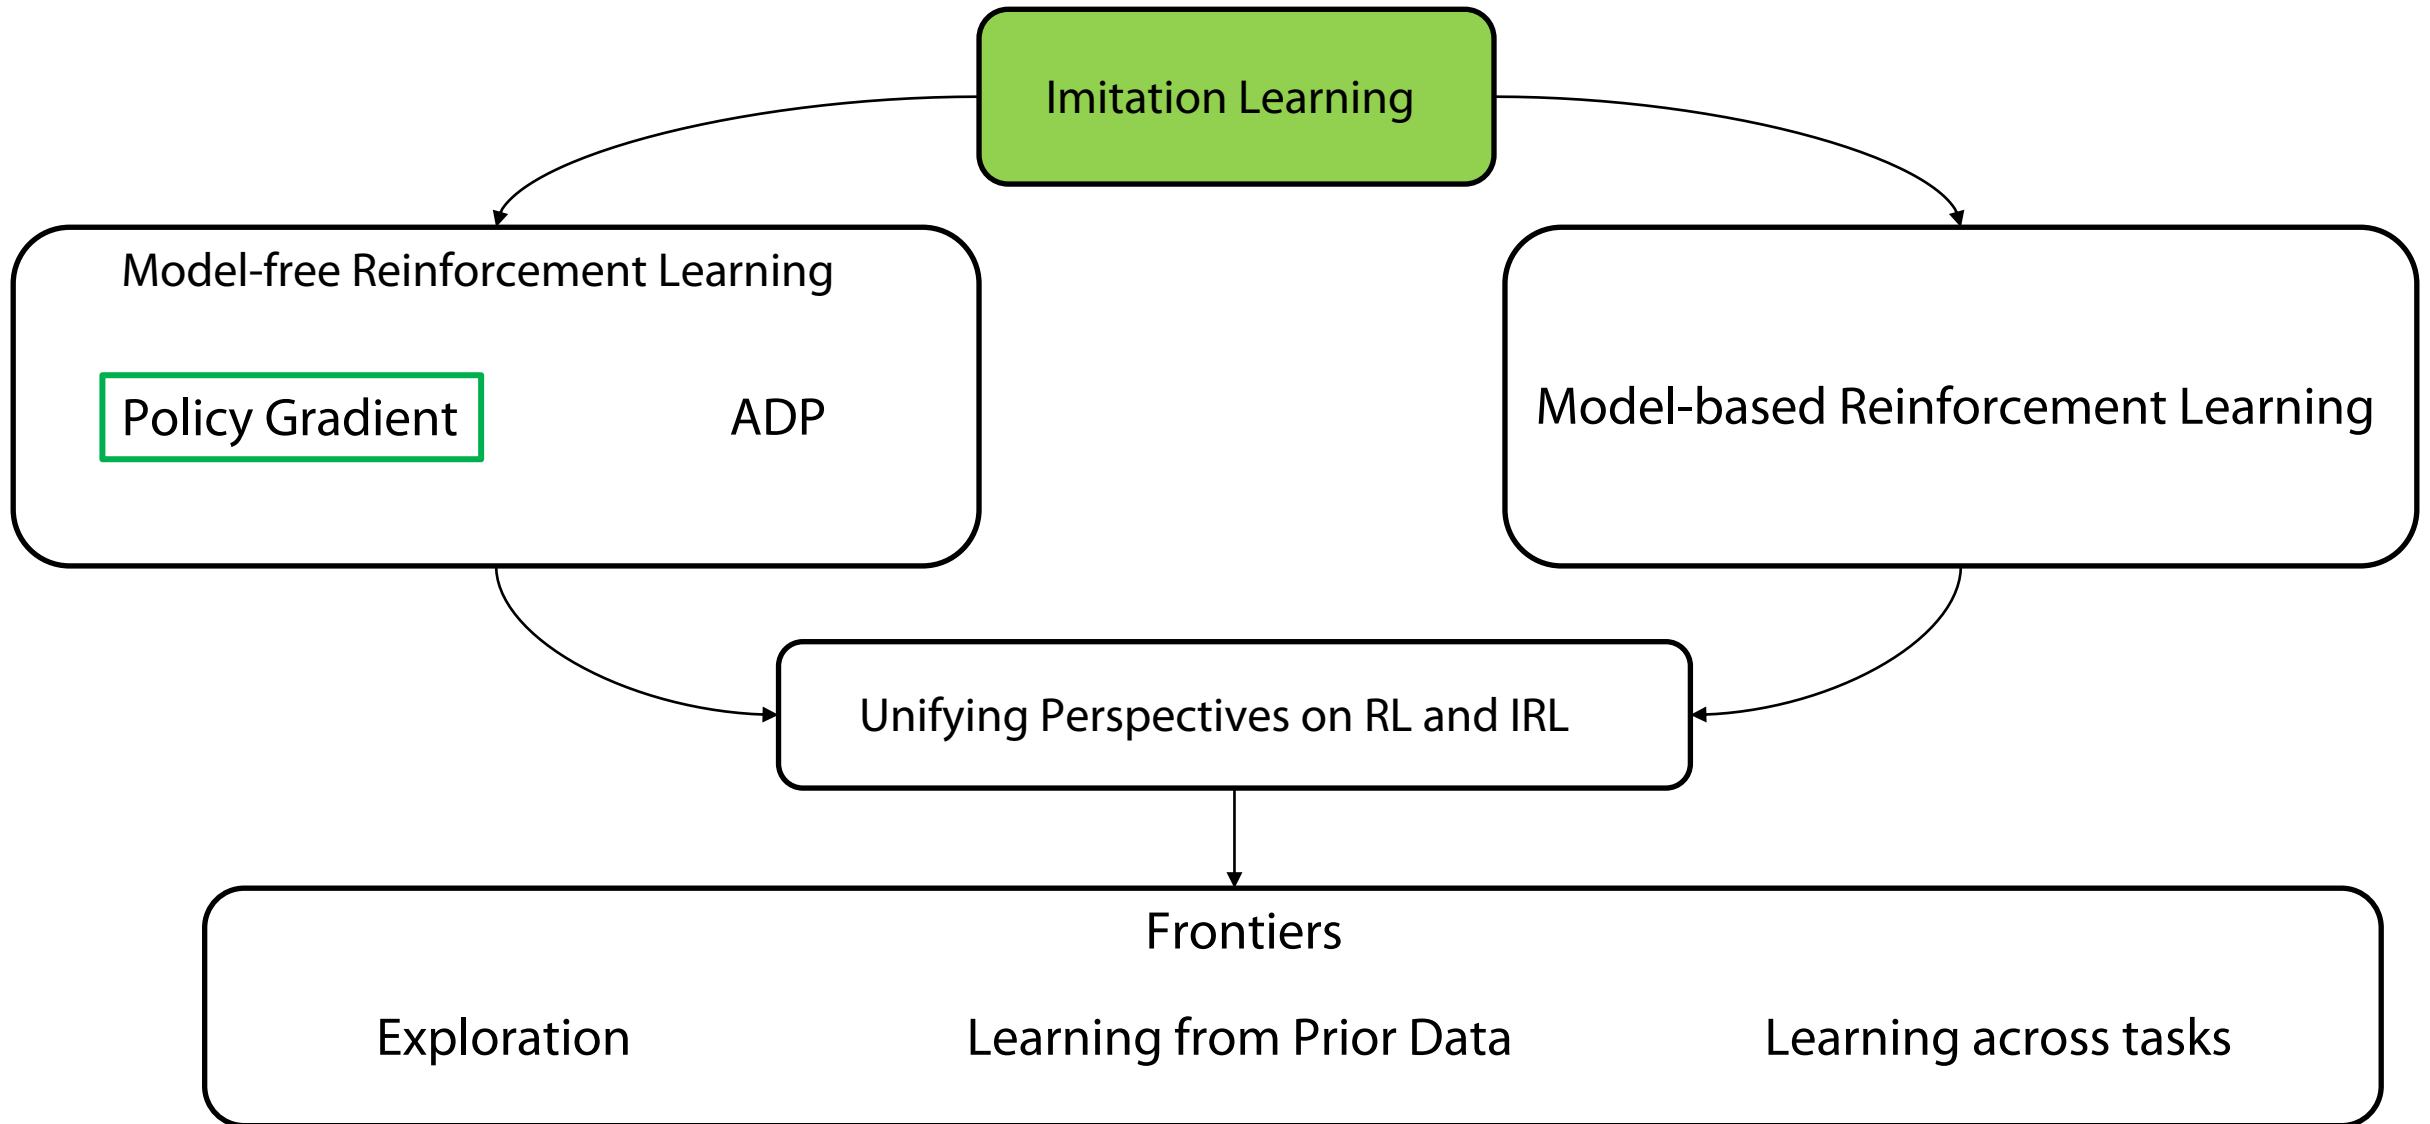 Imitation Learning
Model-free Reinforcement Learning
Policy Gradient
ADP
Model-based Reinforcement Learning
Unifying Perspectives on RL and IRL
Frontiers
Exploration
Learning from Prior Data
Learning across tasks